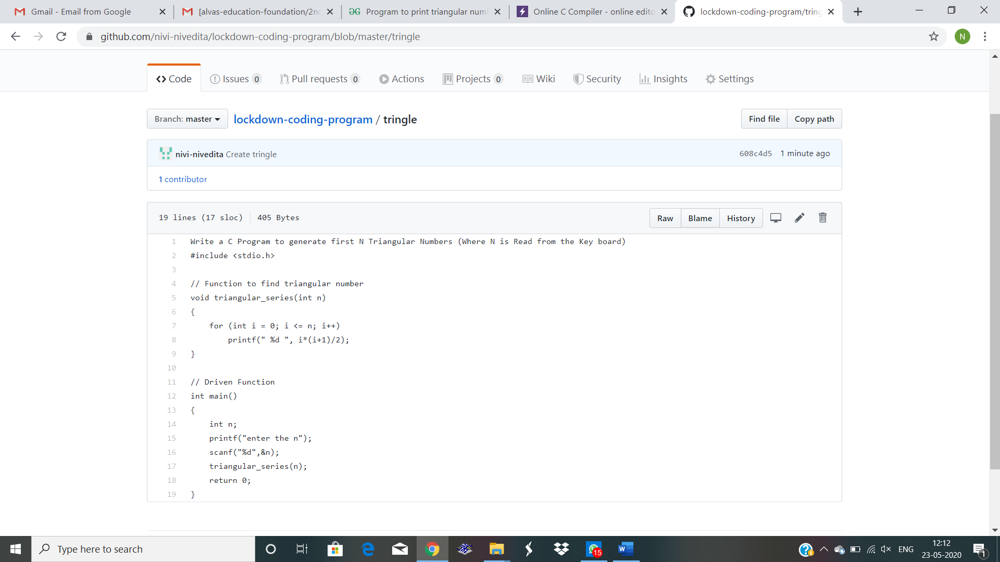 Gmail - Email from Google
[alvas-education-foundation/2n
Program to print triangular num
Online C Compiler - online edito
lockdown-coding-program/tring
github.com/nivi-nivedita/lockdown-coding-program/blob/master/tringle
N
Code
Issues 0
Pull requests 0
Actions
Projects 0
Wiki
Security
Insights
Settings
Branch: master
lockdown-coding-program / tringle
Find file
Copy path
nivi-nivedita Create tringle
608c4d5 1 minute ago
1 contributor
19 lines (17 sloc) 405 Bytes
Raw
Blame
History
1 Write a C Program to generate first N Triangular Numbers (Where N is Read from the Key board)
2 #include <stdio.h>
3
4 // Function to find triangular number
5 void triangular_series(int n)
6 {
7 for (int i = 0; i <= n; i++)
8 printf(" %d ", i*(i+1)/2);
9 }
10
11 // Driven Function
12 int main()
13 {
14 int n;
15 printf("enter the n");
16 scanf("%d",&n);
17 triangular_series(n);
18 return 0;
19 }
Type here to search
15
W
ENG
12:12
23-05-2020
1